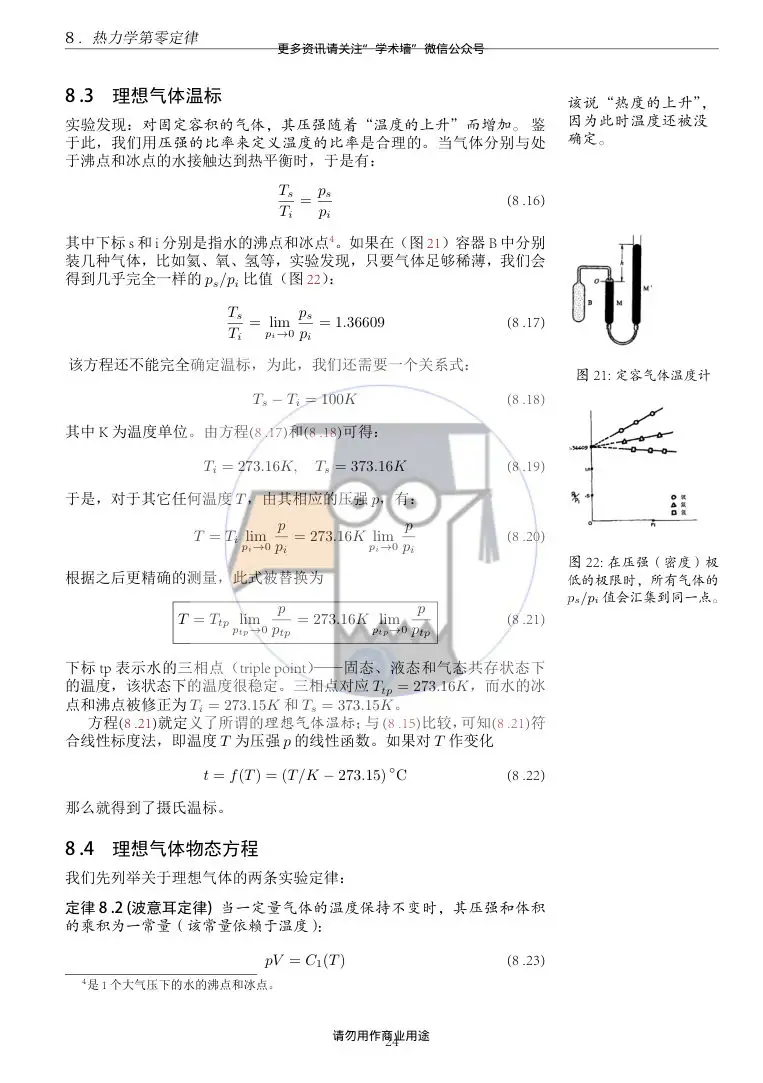 8 . 热力学第零定律
更多资讯请关注”学术墙”微信公众号
8 .3 理想气体温标
实验发现：对固定容积的气体，其压强随着“温度的上升”而增加。鉴
于此，我们用压强的比率来定义温度的比率是合理的。当气体分别与处
于沸点和冰点的水接触达到热平衡时，于是有：
T_s/T_i = p_s/p_i (8 .16)
其中下标 s 和 i 分别是指水的沸点和冰点⁴。如果在（图 21）容器 B 中分别
装几种气体，比如氦、氧、氢等，实验发现，只要气体足够稀薄，我们会
得到几乎完全一样的 p_s/p_i 比值（图 22）：
T_s/T_i = lim_{p_i→0} p_s/p_i = 1.36609 (8 .17)
该方程还不能完全确定温标，为此，我们还需要一个关系式：
T_s − T_i = 100K (8 .18)
其中 K 为温度单位。由方程(8 .17)和(8 .18)可得：
T_i = 273.16K, T_s = 373.16K (8 .19)
于是，对于其它任何温度 T，由其相应的压强 p，有：
T = T_i lim_{p_i→0} p/p_i = 273.16K lim_{p_i→0} p/p_i (8 .20)
根据之后更精确的测量，此式被替换为
T = T_tp lim_{p_tp→0} p/p_tp = 273.16K lim_{p_tp→0} p/p_tp (8 .21)
下标 tp 表示水的三相点（triple point）——固态、液态和气态共存状态下
的温度，该状态下的温度很稳定。三相点对应 T_tp = 273.16K，而水的冰
点和沸点被修正为 T_i = 273.15K 和 T_s = 373.15K。
方程(8 .21)就定义了所谓的理想气体温标；与 (8 .15)比较，可知(8 .21)符
合线性标度法，即温度 T 为压强 p 的线性函数。如果对 T 作变化
t = f(T) = (T/K − 273.15) °C (8 .22)
那么就得到了摄氏温标。
8 .4 理想气体物态方程
我们先列举关于理想气体的两条实验定律：
定律 8 .2 (波意耳定律) 当一定量气体的温度保持不变时，其压强和体积
的乘积为一常量（该常量依赖于温度）；
pV = C₁(T) (8 .23)
⁴是 1 个大气压下的水的沸点和冰点。
该说“热度的上升”，
因为此时温度还被没
确定。
h
O
B
M
M'
图 21: 定容气体温度计
p_s/p_i
O
P_i
图 22: 在压强（密度）极
低的极限时，所有气体的
p_s/p_i 值会汇集到同一点。
请勿用作商业用途
24